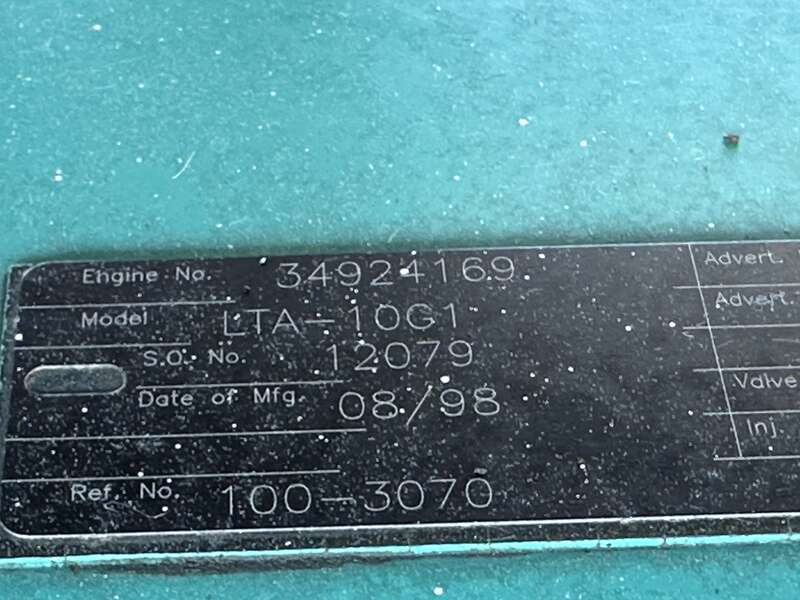 Engine No. 34924169 Advert.
Model LTA-10G1 Advert.
S.O. No. 12079
Date of Mfg. 08/98 Valve
Inj.
Ref. No. 100-3070